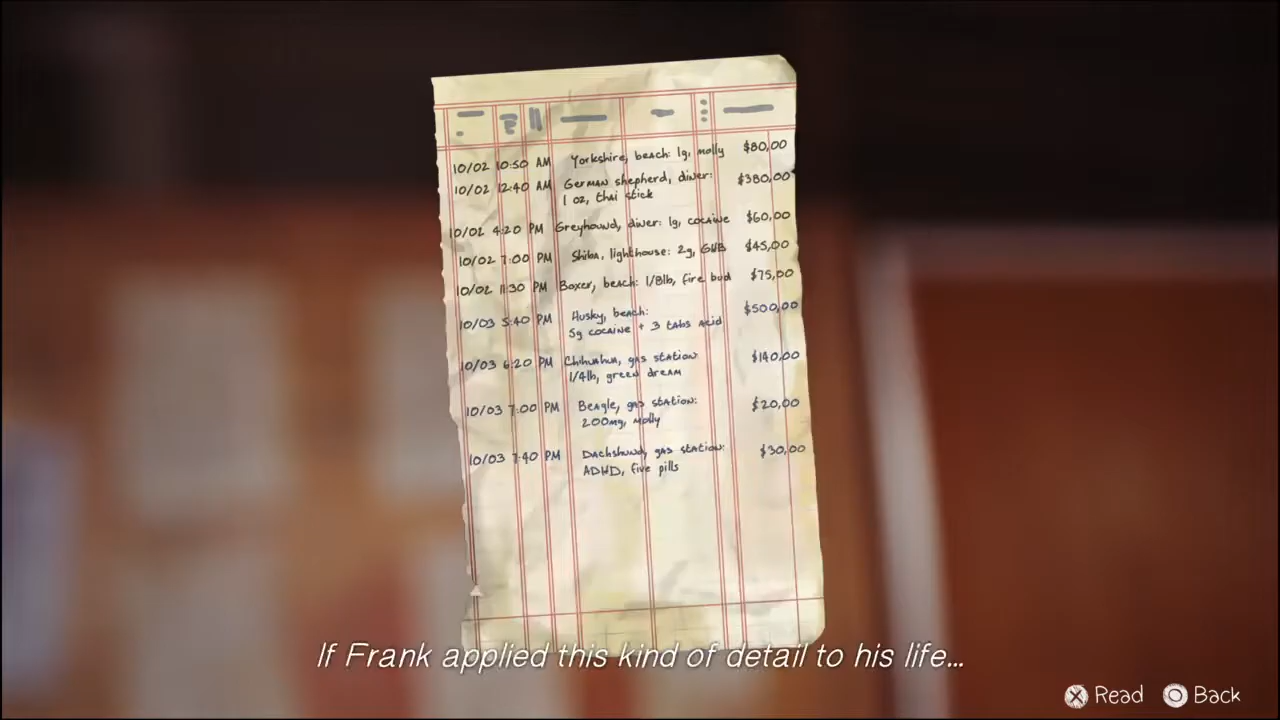 10/02 10:50 AM Yorkshire, beach: 1g, molly $80,00
10/02 12:40 AM German shepherd, diner: $380,00
1 oz, thai stick
10/02 4:20 PM Greyhound, diner: 1g, cocaine $60,00
10/02 7:00 PM Shiba, lighthouse: 2g, GHB $45,00
10/02 11:30 PM Boxer, beach: 1/8lb, fire bud $75,00
10/03 5:40 PM Husky, beach: $500,00
5g cocaine + 3 tabs acid
10/03 6:20 PM Chihuahua, gas station: $140,00
1/4lb, green dream
10/03 7:00 PM Beagle, gas station: $20,00
200mg, molly
10/03 7:40 PM Dachshund, gas station: $30,00
ADHD, five pills
If Frank applied this kind of detail to his life...
Read Back